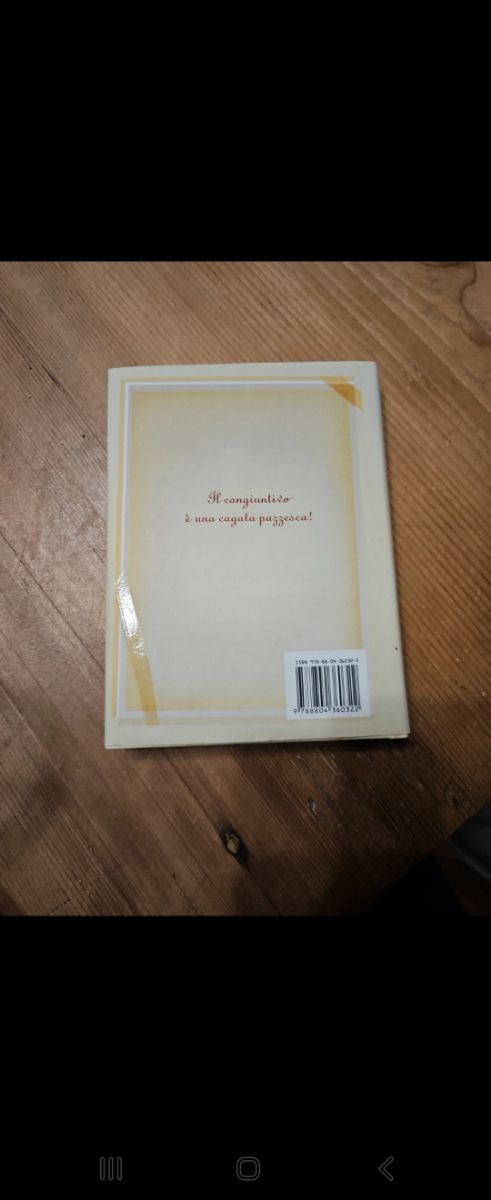 Il congiuntivo
è una cagata pazzesca!
ISBN 978-88-04-36032-2
9 788804 360322